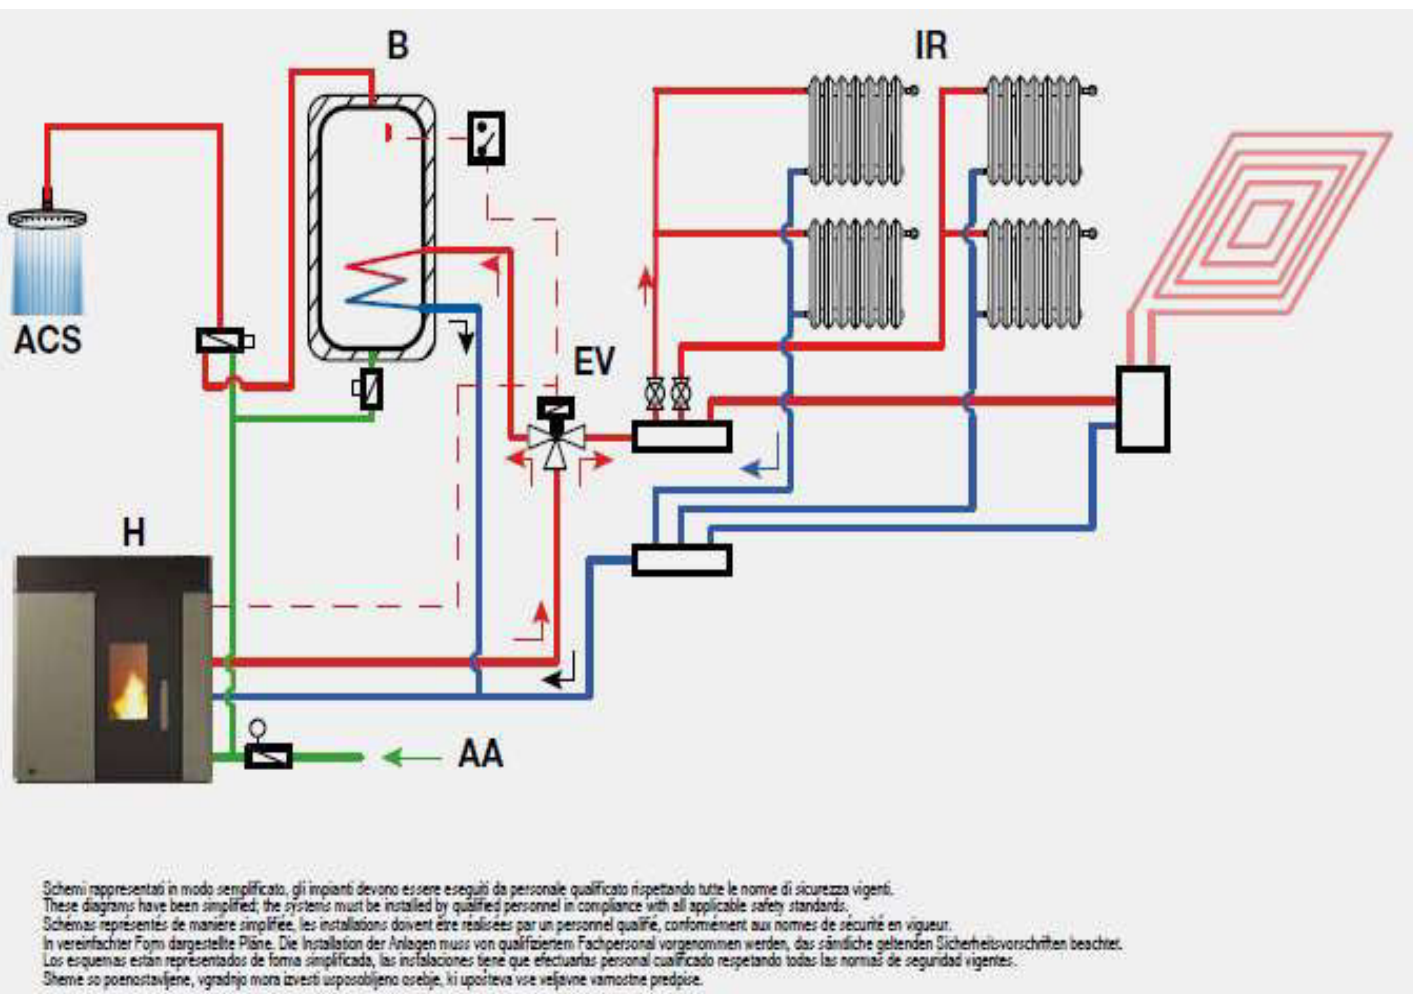 B
IR
ACS
EV
H
AA
Schemi rappresentati in modo semplificato, gli impianti devono essere eseguiti da personale qualificato rispettando tutte le norme di sicurezza vigenti.
These diagrams have been simplified; the systems must be installed by qualified personnel in compliance with all applicable safety standards.
Schémas représentés de manière simplifiée, les installations doivent être réalisées par un personnel qualifié, conformément aux normes de sécurité en vigueur.
In vereinfachter Form dargestellte Pläne. Die Installation der Anlagen muss von qualifiziertem Fachpersonal vorgenommen werden, das sämtliche geltenden Sicherheitsvorschriften beachtet.
Los esquemas están representados de forma simplificada, las instalaciones tiene que efectuarlas personal cualificado respetando todas las normas de seguridad vigentes.
Sheme so poenostavljene, vgradnjo mora izvesti usposobljeno osebje, ki upošteva vse veljavne varnostne predpise.